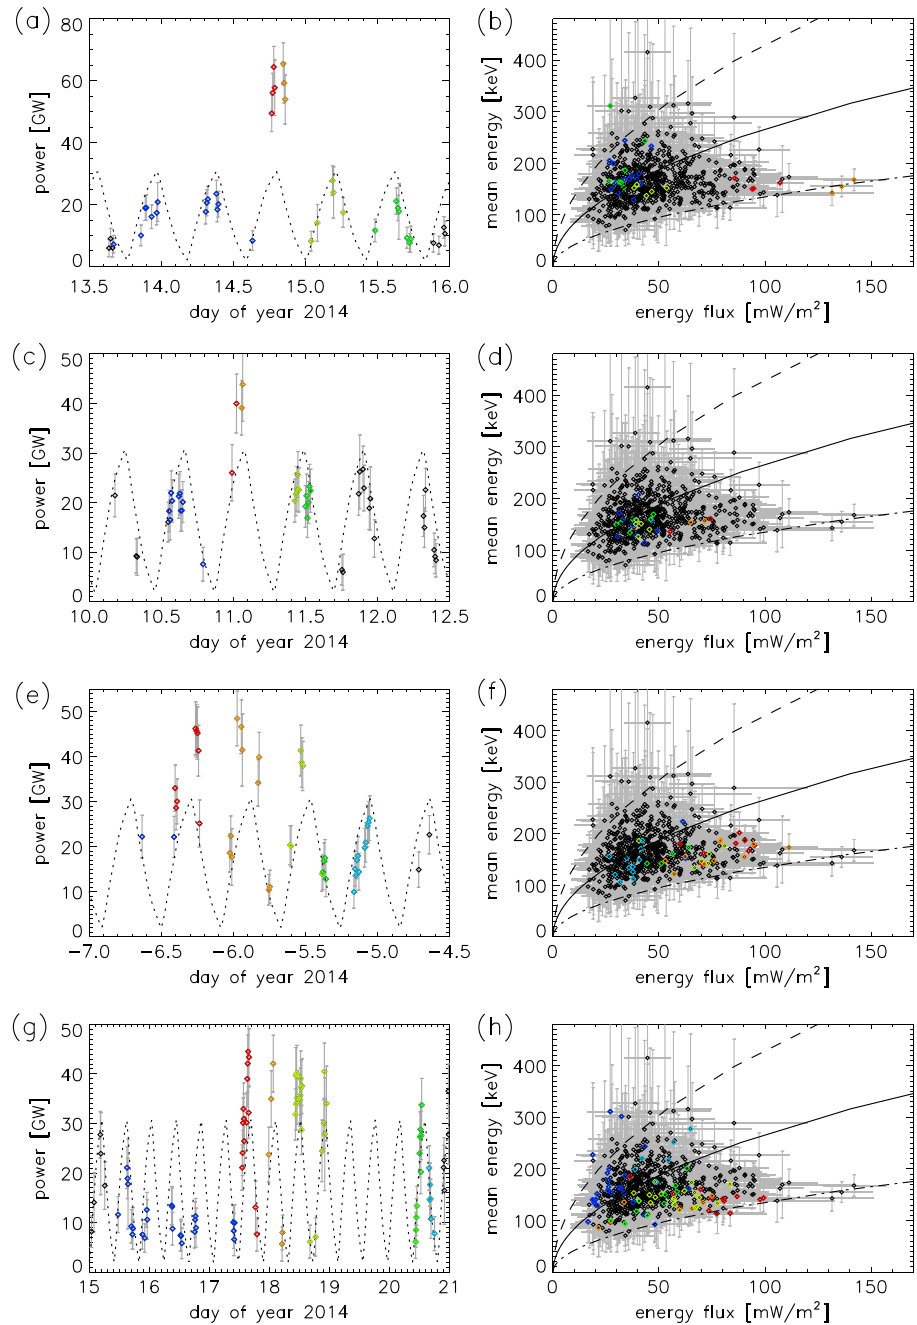 (a)
80
60
40
20
0
power [GW]
13.5 14.0 14.5 15.0 15.5 16.0
day of year 2014
(b)
400
300
200
100
0
mean energy [keV]
50 100 150
energy flux [mW/m²]
(c)
50
40
30
20
10
0
power [GW]
10.0 10.5 11.0 11.5 12.0 12.5
day of year 2014
(d)
400
300
200
100
0
mean energy [keV]
50 100 150
energy flux [mW/m²]
(e)
50
40
30
20
10
0
power [GW]
−7.0 −6.5 −6.0 −5.5 −5.0 −4.5
day of year 2014
(f)
400
300
200
100
0
mean energy [keV]
50 100 150
energy flux [mW/m²]
(g)
50
40
30
20
10
0
power [GW]
15 16 17 18 19 20 21
day of year 2014
(h)
400
300
200
100
0
mean energy [keV]
50 100 150
energy flux [mW/m²]